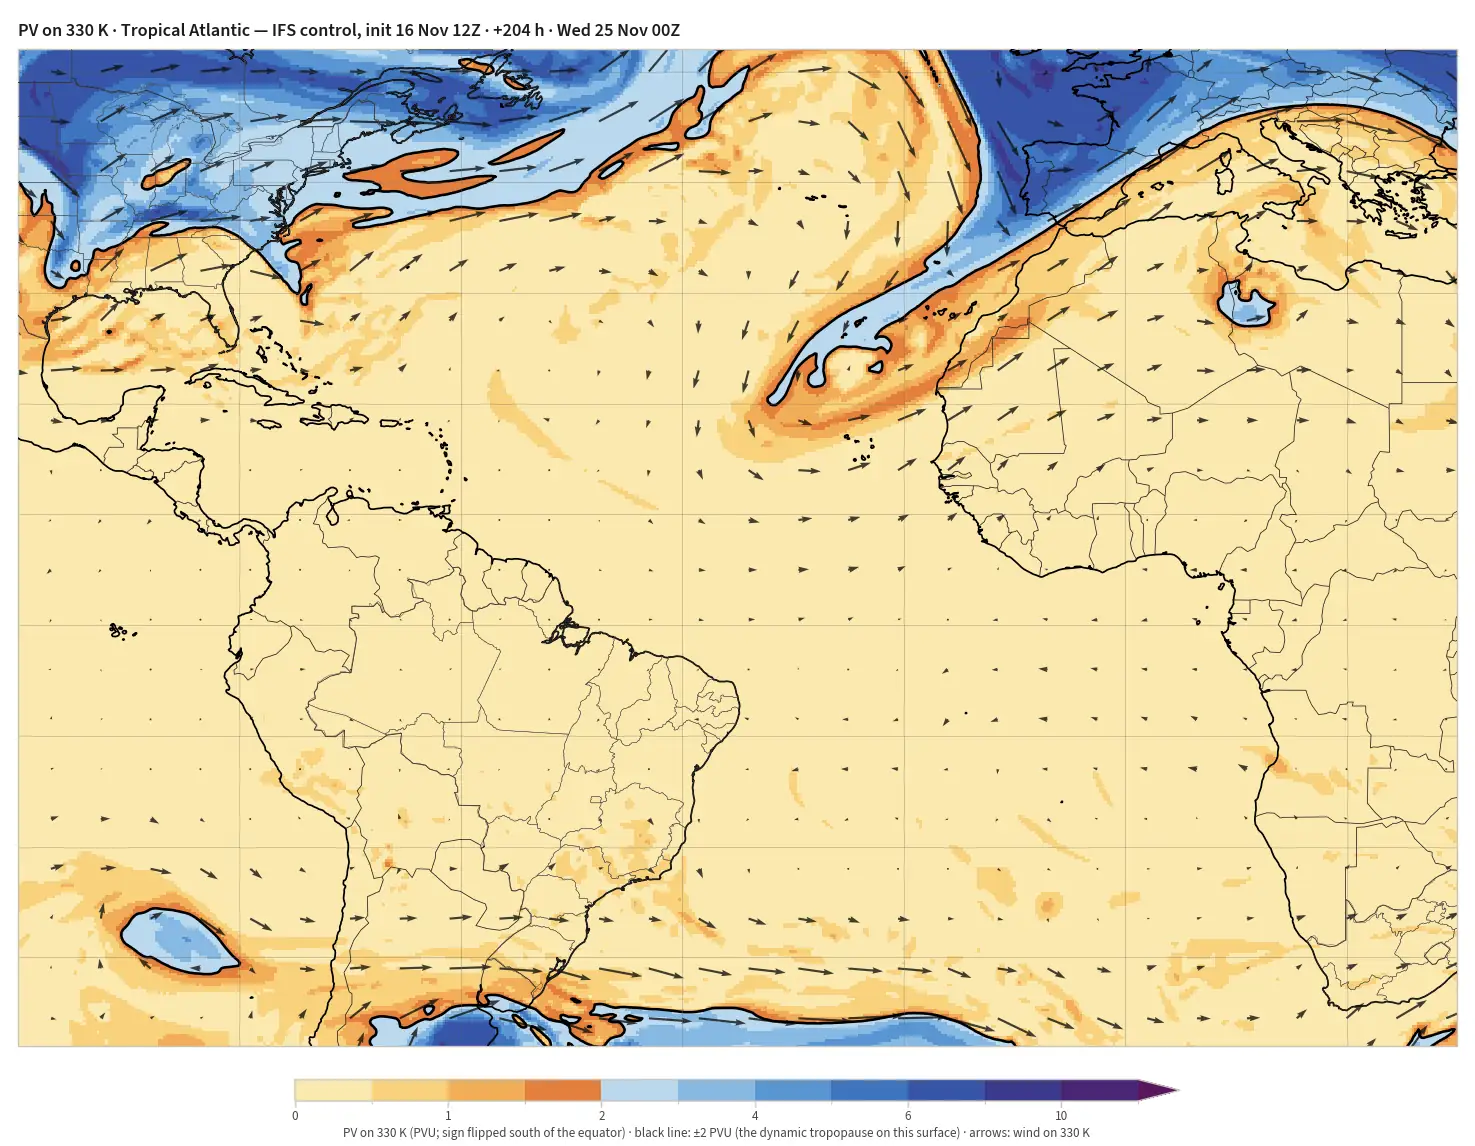 PV on 330 K · Tropical Atlantic — IFS control, init 16 Nov 12Z · +204 h · Wed 25 Nov 00Z
0 1 2 4 6 10
PV on 330 K (PVU; sign flipped south of the equator) · black line: ±2 PVU (the dynamic tropopause on this surface) · arrows: wind on 330 K